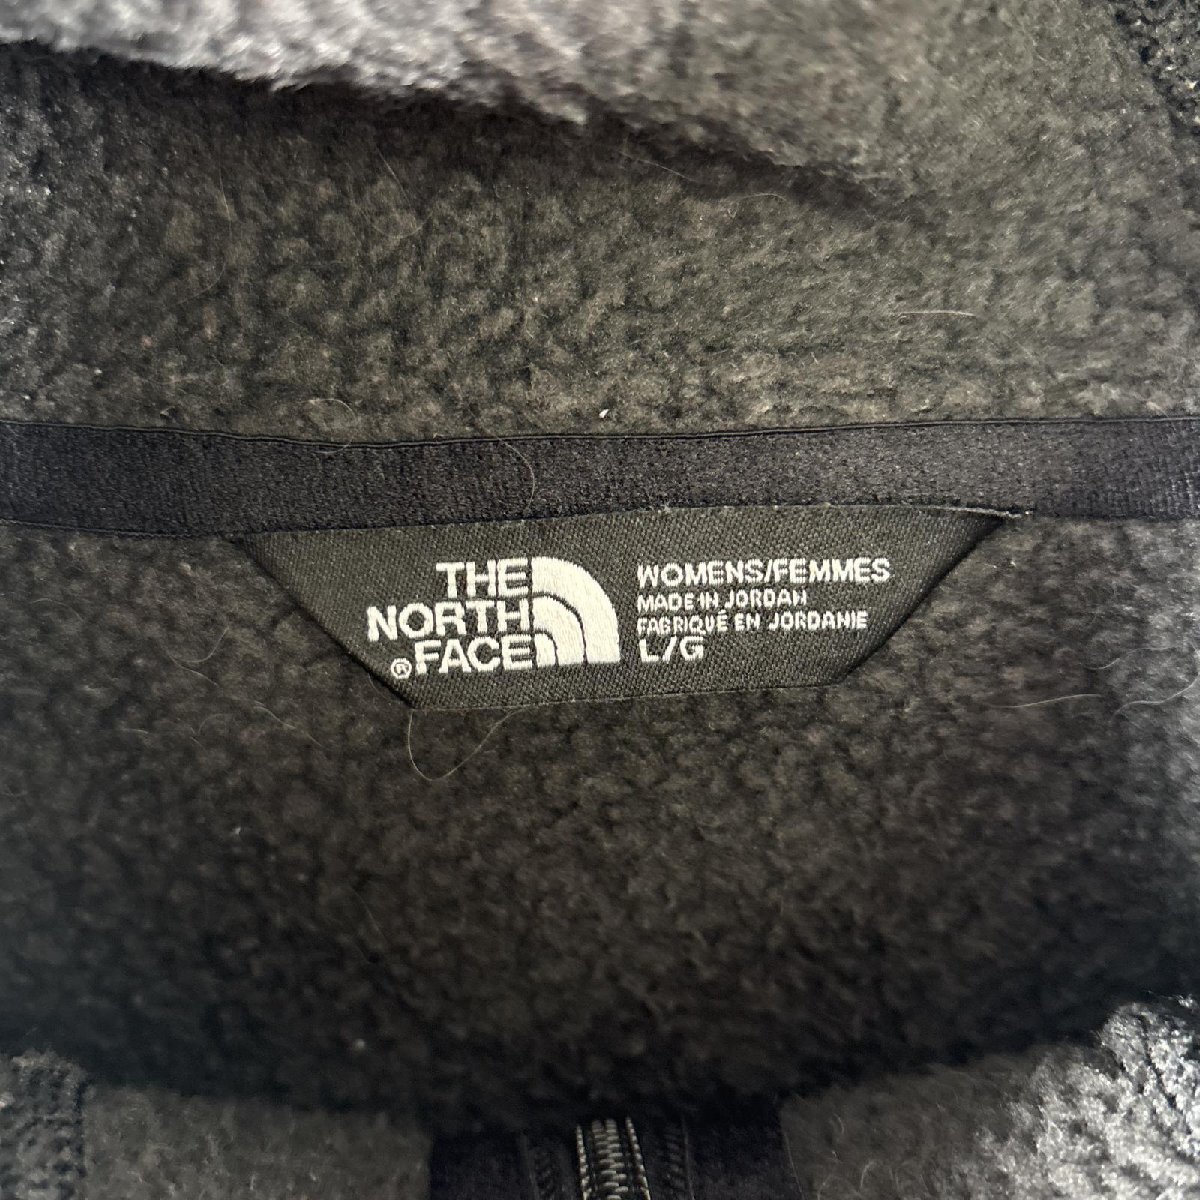 THE
NORTH
®FACE
WOMENS/FEMMES
MADE IN JORDAN
FABRIQUÉ EN JORDANIE
L/G